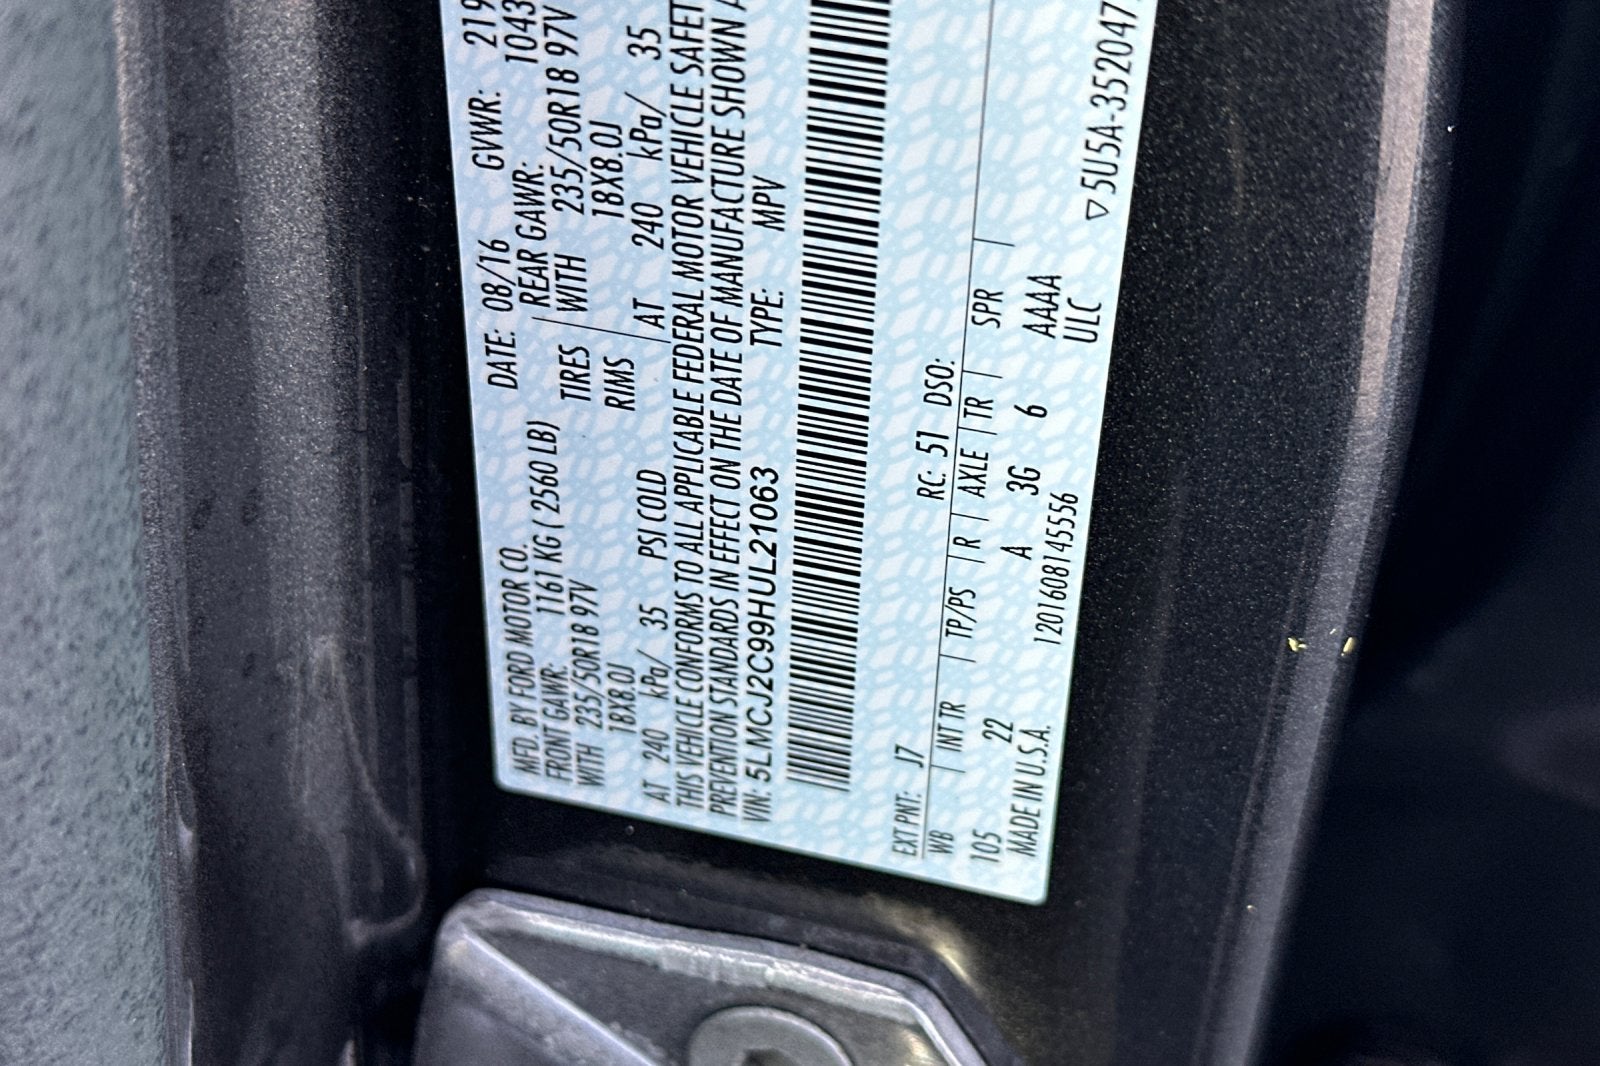 MFD. BY FORD MOTOR CO. DATE: 08/16 GVWR: 219
FRONT GAWR: 1161 KG ( 2560 LB) REAR GAWR: 1043
WITH 235/50R18 97V TIRES WITH 235/50R18 97V
18X8.0J RIMS 18X8.0J
AT 240 kPa/ 35 PSI COLD AT 240 kPa/ 35
THIS VEHICLE CONFORMS TO ALL APPLICABLE FEDERAL MOTOR VEHICLE SAFET
PREVENTION STANDARDS IN EFFECT ON THE DATE OF MANUFACTURE SHOWN A
VIN: 5LMCJ2C99HUL21063 TYPE: MPV
EXT PNT: J7 RC: 51 DSO:
WB INT TR TP/PS R AXLE TR SPR
105 22 A 3G 6 AAAA
MADE IN U.S.A. 12016081455​56 ULC
▽5U5A-352047